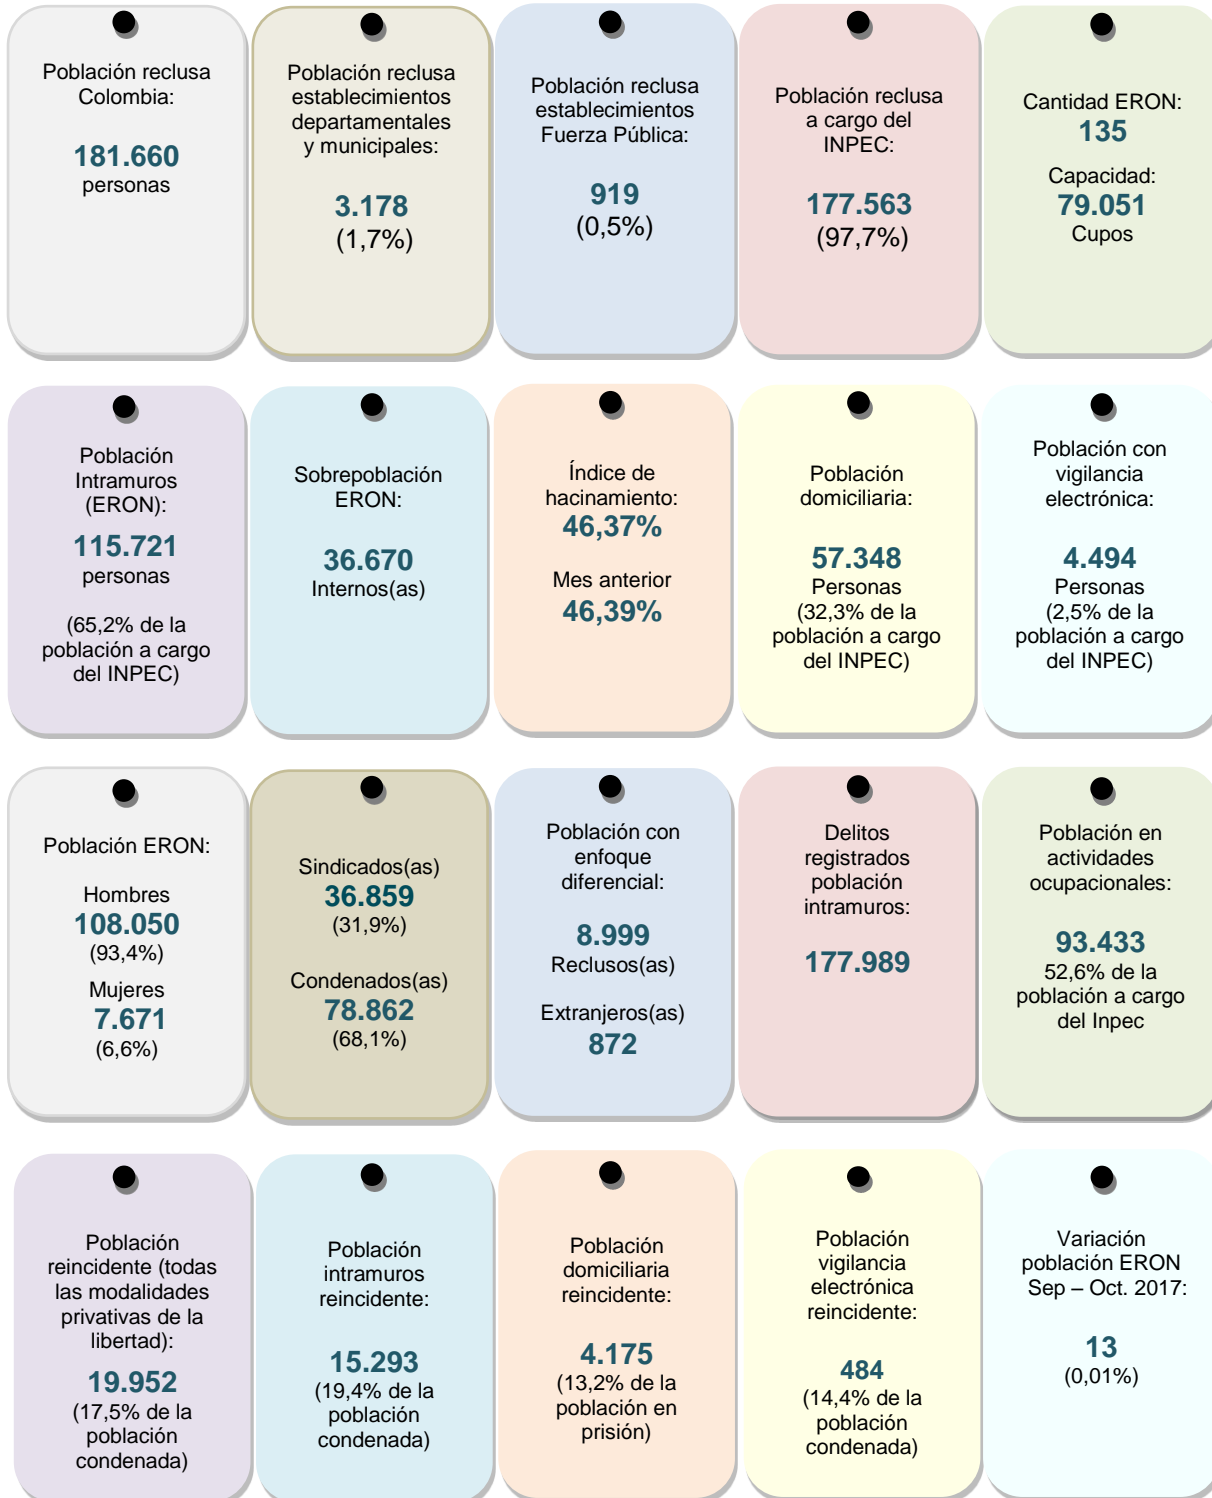 Población reclusa
Colombia:
181.660
personas
Población reclusa
establecimientos
departamentales
y municipales:
3.178
(1,7%)
Población reclusa
establecimientos
Fuerza Pública:
919
(0,5%)
Población reclusa
a cargo del
INPEC:
177.563
(97,7%)
Cantidad ERON:
135
Capacidad:
79.051
Cupos
Población
Intramuros
(ERON):
115.721
personas
(65,2% de la
población a cargo
del INPEC)
Sobrepoblación
ERON:
36.670
Internos(as)
Índice de
hacinamiento:
46,37%
Mes anterior
46,39%
Población
domiciliaria:
57.348
Personas
(32,3% de la
población a cargo
del INPEC)
Población con
vigilancia
electrónica:
4.494
Personas
(2,5% de la
población a cargo
del INPEC)
Población ERON:
Hombres
108.050
(93,4%)
Mujeres
7.671
(6,6%)
Sindicados(as)
36.859
(31,9%)
Condenados(as)
78.862
(68,1%)
Población con
enfoque
diferencial:
8.999
Reclusos(as)
Extranjeros(as)
872
Delitos
registrados
población
intramuros:
177.989
Población en
actividades
ocupacionales:
93.433
52,6% de la
población a cargo
del Inpec
Población
reincidente (todas
las modalidades
privativas de la
libertad):
19.952
(17,5% de la
población
condenada)
Población
intramuros
reincidente:
15.293
(19,4% de la
población
condenada)
Población
domiciliaria
reincidente:
4.175
(13,2% de la
población en
prisión)
Población
vigilancia
electrónica
reincidente:
484
(14,4% de la
población
condenada)
Variación
población ERON
Sep – Oct. 2017:
13
(0,01%)